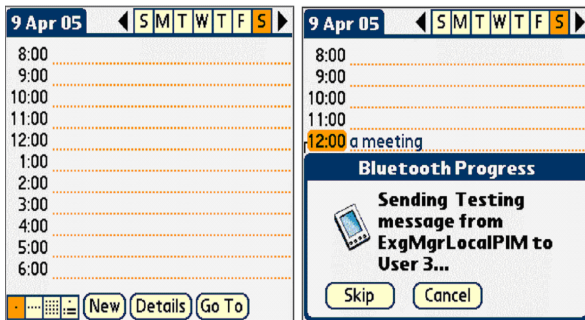 9 Apr 05 S M T W T F S
8:00
9:00
10:00
11:00
12:00
1:00
2:00
3:00
4:00
5:00
6:00
New Details Go To
9 Apr 05 S M T W T F S
8:00
9:00
10:00
11:00
12:00 a meeting
Bluetooth Progress
Sending Testing
message from
ExgMgrLocalPIM to
User 3...
Skip Cancel